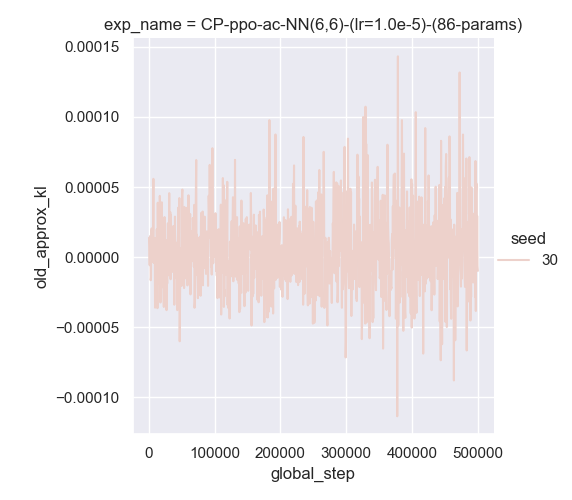 exp_name = CP-ppo-ac-NN(6,6)-(lr=1.0e-5)-(86-params)
0.00015
0.00010
0.00005
0.00000
−0.00005
−0.00010
old_approx_kl
0 100000 200000 300000 400000 500000
global_step
seed
30